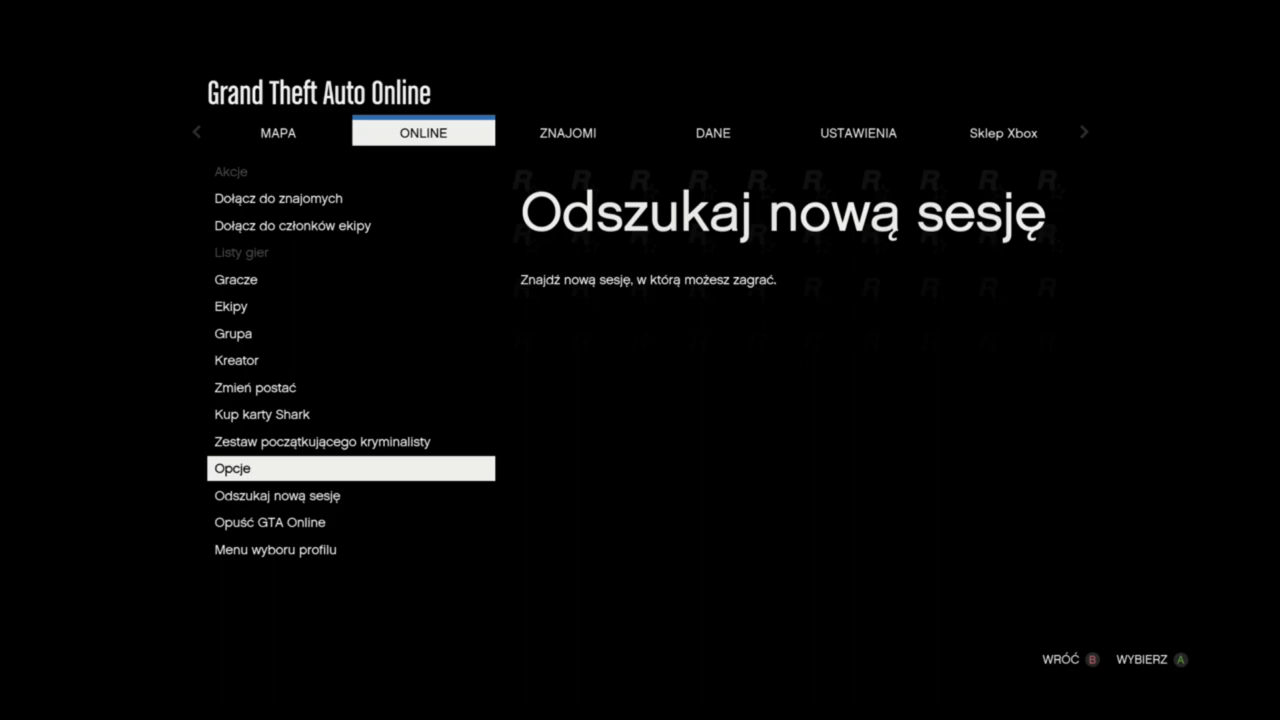 Grand Theft Auto Online
MAPA ONLINE ZNAJOMI DANE USTAWIENIA Sklep Xbox
Akcje
Dołącz do znajomych
Dołącz do członków ekipy
Listy gier
Gracze
Ekipy
Grupa
Kreator
Zmień postać
Kup karty Shark
Zestaw początkującego kryminalisty
Opcje
Odszukaj nową sesję
Opuść GTA Online
Menu wyboru profilu
Odszukaj nową sesję
Znajdź nową sesję, w którą możesz zagrać.
WRÓĆ B WYBIERZ A